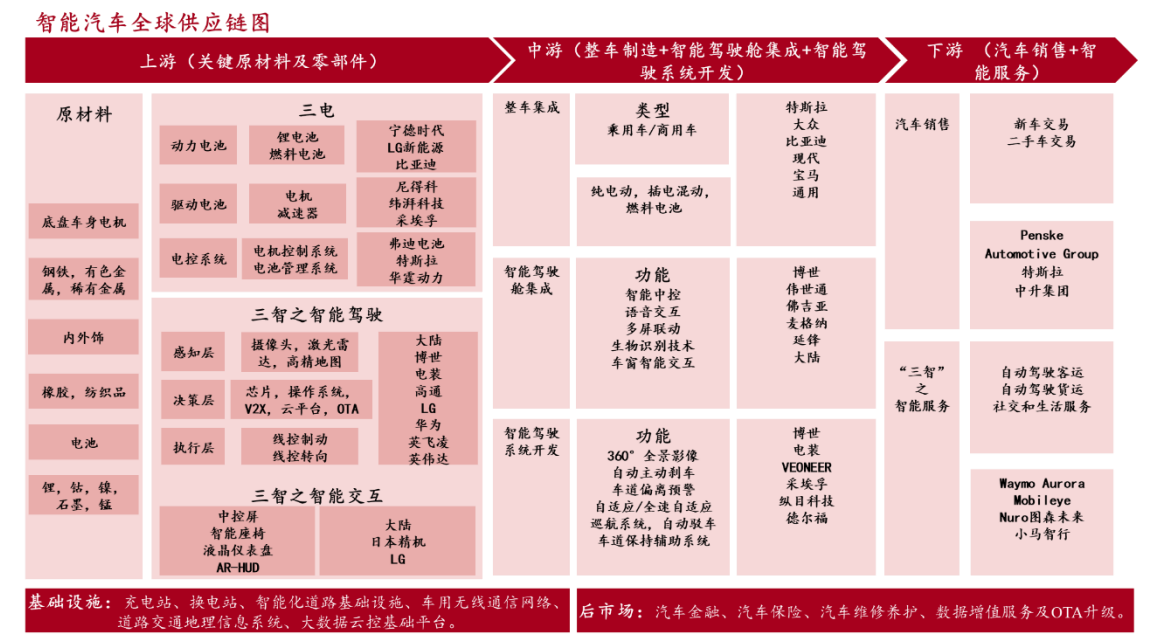 智能汽车全球供应链图
上游（关键原材料及零部件）
中游（整车制造+智能驾驶舱集成+智能驾
驶系统开发）
下游 （汽车销售+智
能服务）
原材料
底盘车身电机
钢铁，有色金
属，稀有金属
内外饰
橡胶，纺织品
电池
锂，钴，镍，
石墨，锰
三电
动力电池
锂电池
燃料电池
宁德时代
LG新能源
比亚迪
驱动电池
电机
减速器
尼得科
纬湃科技
采埃孚
电控系统
电机控制系统
电池管理系统
弗迪电池
特斯拉
华霆动力
三智之智能驾驶
感知层
摄像头，激光雷
达，高精地图
决策层
芯片，操作系统，
V2X，云平台，OTA
执行层
线控制动
线控转向
大陆
博世
电装
高通
LG
华为
英飞凌
英伟达
三智之智能交互
中控屏
智能座椅
液晶仪表盘
AR-HUD
大陆
日本精机
LG
整车集成
类型
乘用车/商用车
纯电动，插电混动，
燃料电池
特斯拉
大众
比亚迪
现代
宝马
通用
智能驾驶
舱集成
功能
智能中控
语音交互
多屏联动
生物识别技术
车窗智能交互
博世
伟世通
佛吉亚
麦格纳
延锋
大陆
智能驾驶
系统开发
功能
360°全景影像
自动主动刹车
车道偏离预警
自适应/全速自适应
巡航系统，自动驳车
车道保持辅助系统
博世
电装
VEONEER
采埃孚
纵目科技
德尔福
汽车销售
新车交易
二手车交易
Penske
Automotive Group
特斯拉
中升集团
“三智”
之
智能服务
自动驾驶客运
自动驾驶货运
社交和生活服务
Waymo Aurora
Mobileye
Nuro图森未来
小马智行
基础设施：充电站、换电站、智能化道路基础设施、车用无线通信网络、
道路交通地理信息系统、大数据云控基础平台。
后市场：汽车金融、汽车保险、汽车维修养护、数据增值服务及OTA升级。